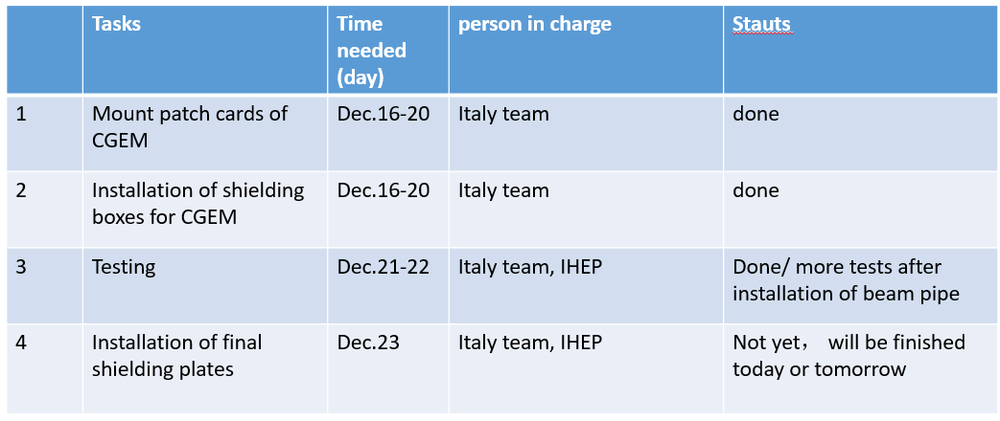 Tasks
Time
needed
(day)
person in charge
Stauts
1
Mount patch cards of
CGEM
Dec.16-20
Italy team
done
2
Installation of shielding
boxes for CGEM
Dec.16-20
Italy team
done
3
Testing
Dec.21-22
Italy team, IHEP
Done/ more tests after
installation of beam pipe
4
Installation of final
shielding plates
Dec.23
Italy team, IHEP
Not yet， will be finished
today or tomorrow